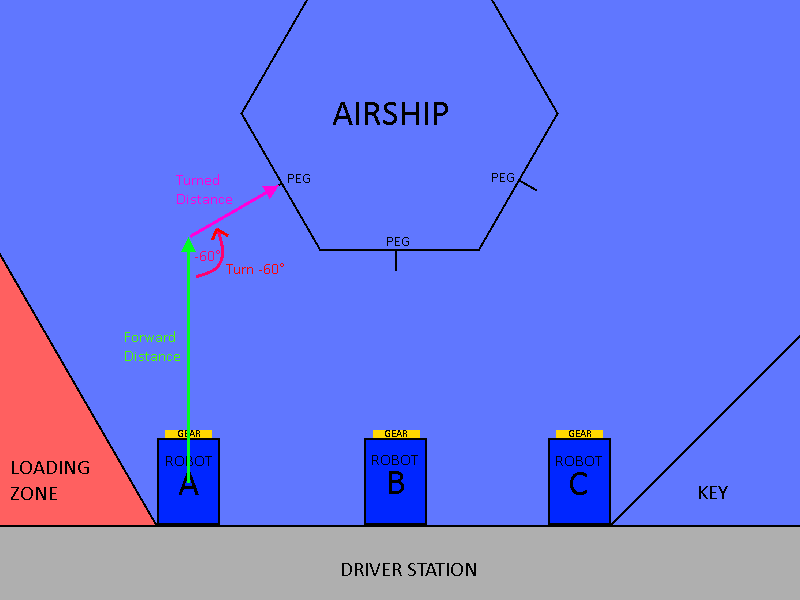 AIRSHIP
PEG
PEG
PEG
Turned
Distance
-60°
Turn -60°
Forward
Distance
GEAR
ROBOT
A
GEAR
ROBOT
B
GEAR
ROBOT
C
LOADING
ZONE
KEY
DRIVER STATION